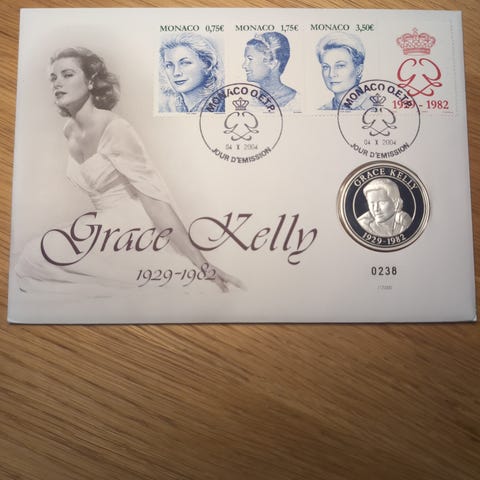 MONACO 0,75€
MONACO 1,75€
MONACO 3,50€
1929-1982
MONACO O.E.T.P.
04 X 2004
JOUR D'EMISSION
MONACO O.E.T.P.
04 X 2004
JOUR D'EMISSION
GRACE KELLY
1929-1982
Grace Kelly
1929-1982
0238